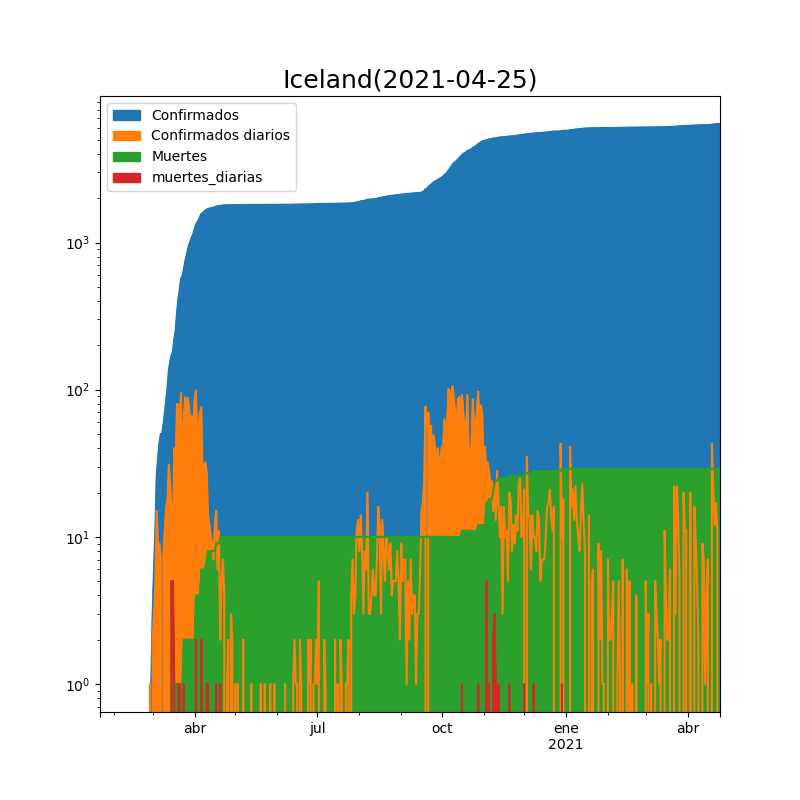 Iceland(2021-04-25)
Confirmados
Confirmados diarios
Muertes
muertes_diarias
10³
10²
10¹
10⁰
abr jul oct ene abr
2021